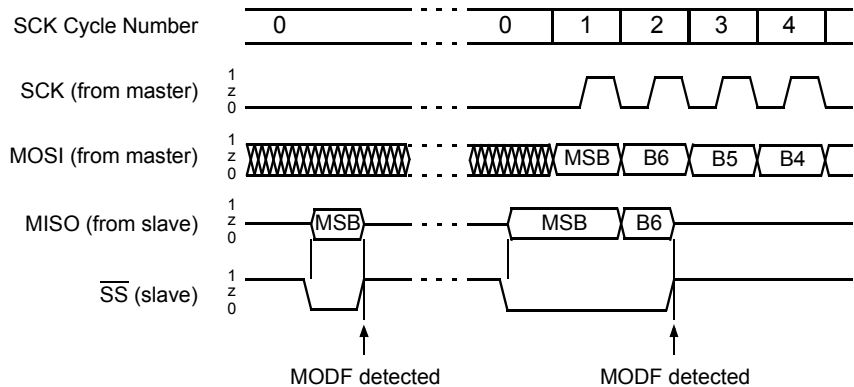 SCK Cycle Number 0 0 1 2 3 4
SCK (from master) 1 z 0
MOSI (from master) 1 z 0 MSB B6 B5 B4
MISO (from slave) 1 z 0 MSB MSB B6
SS (slave) 1 z 0
MODF detected MODF detected